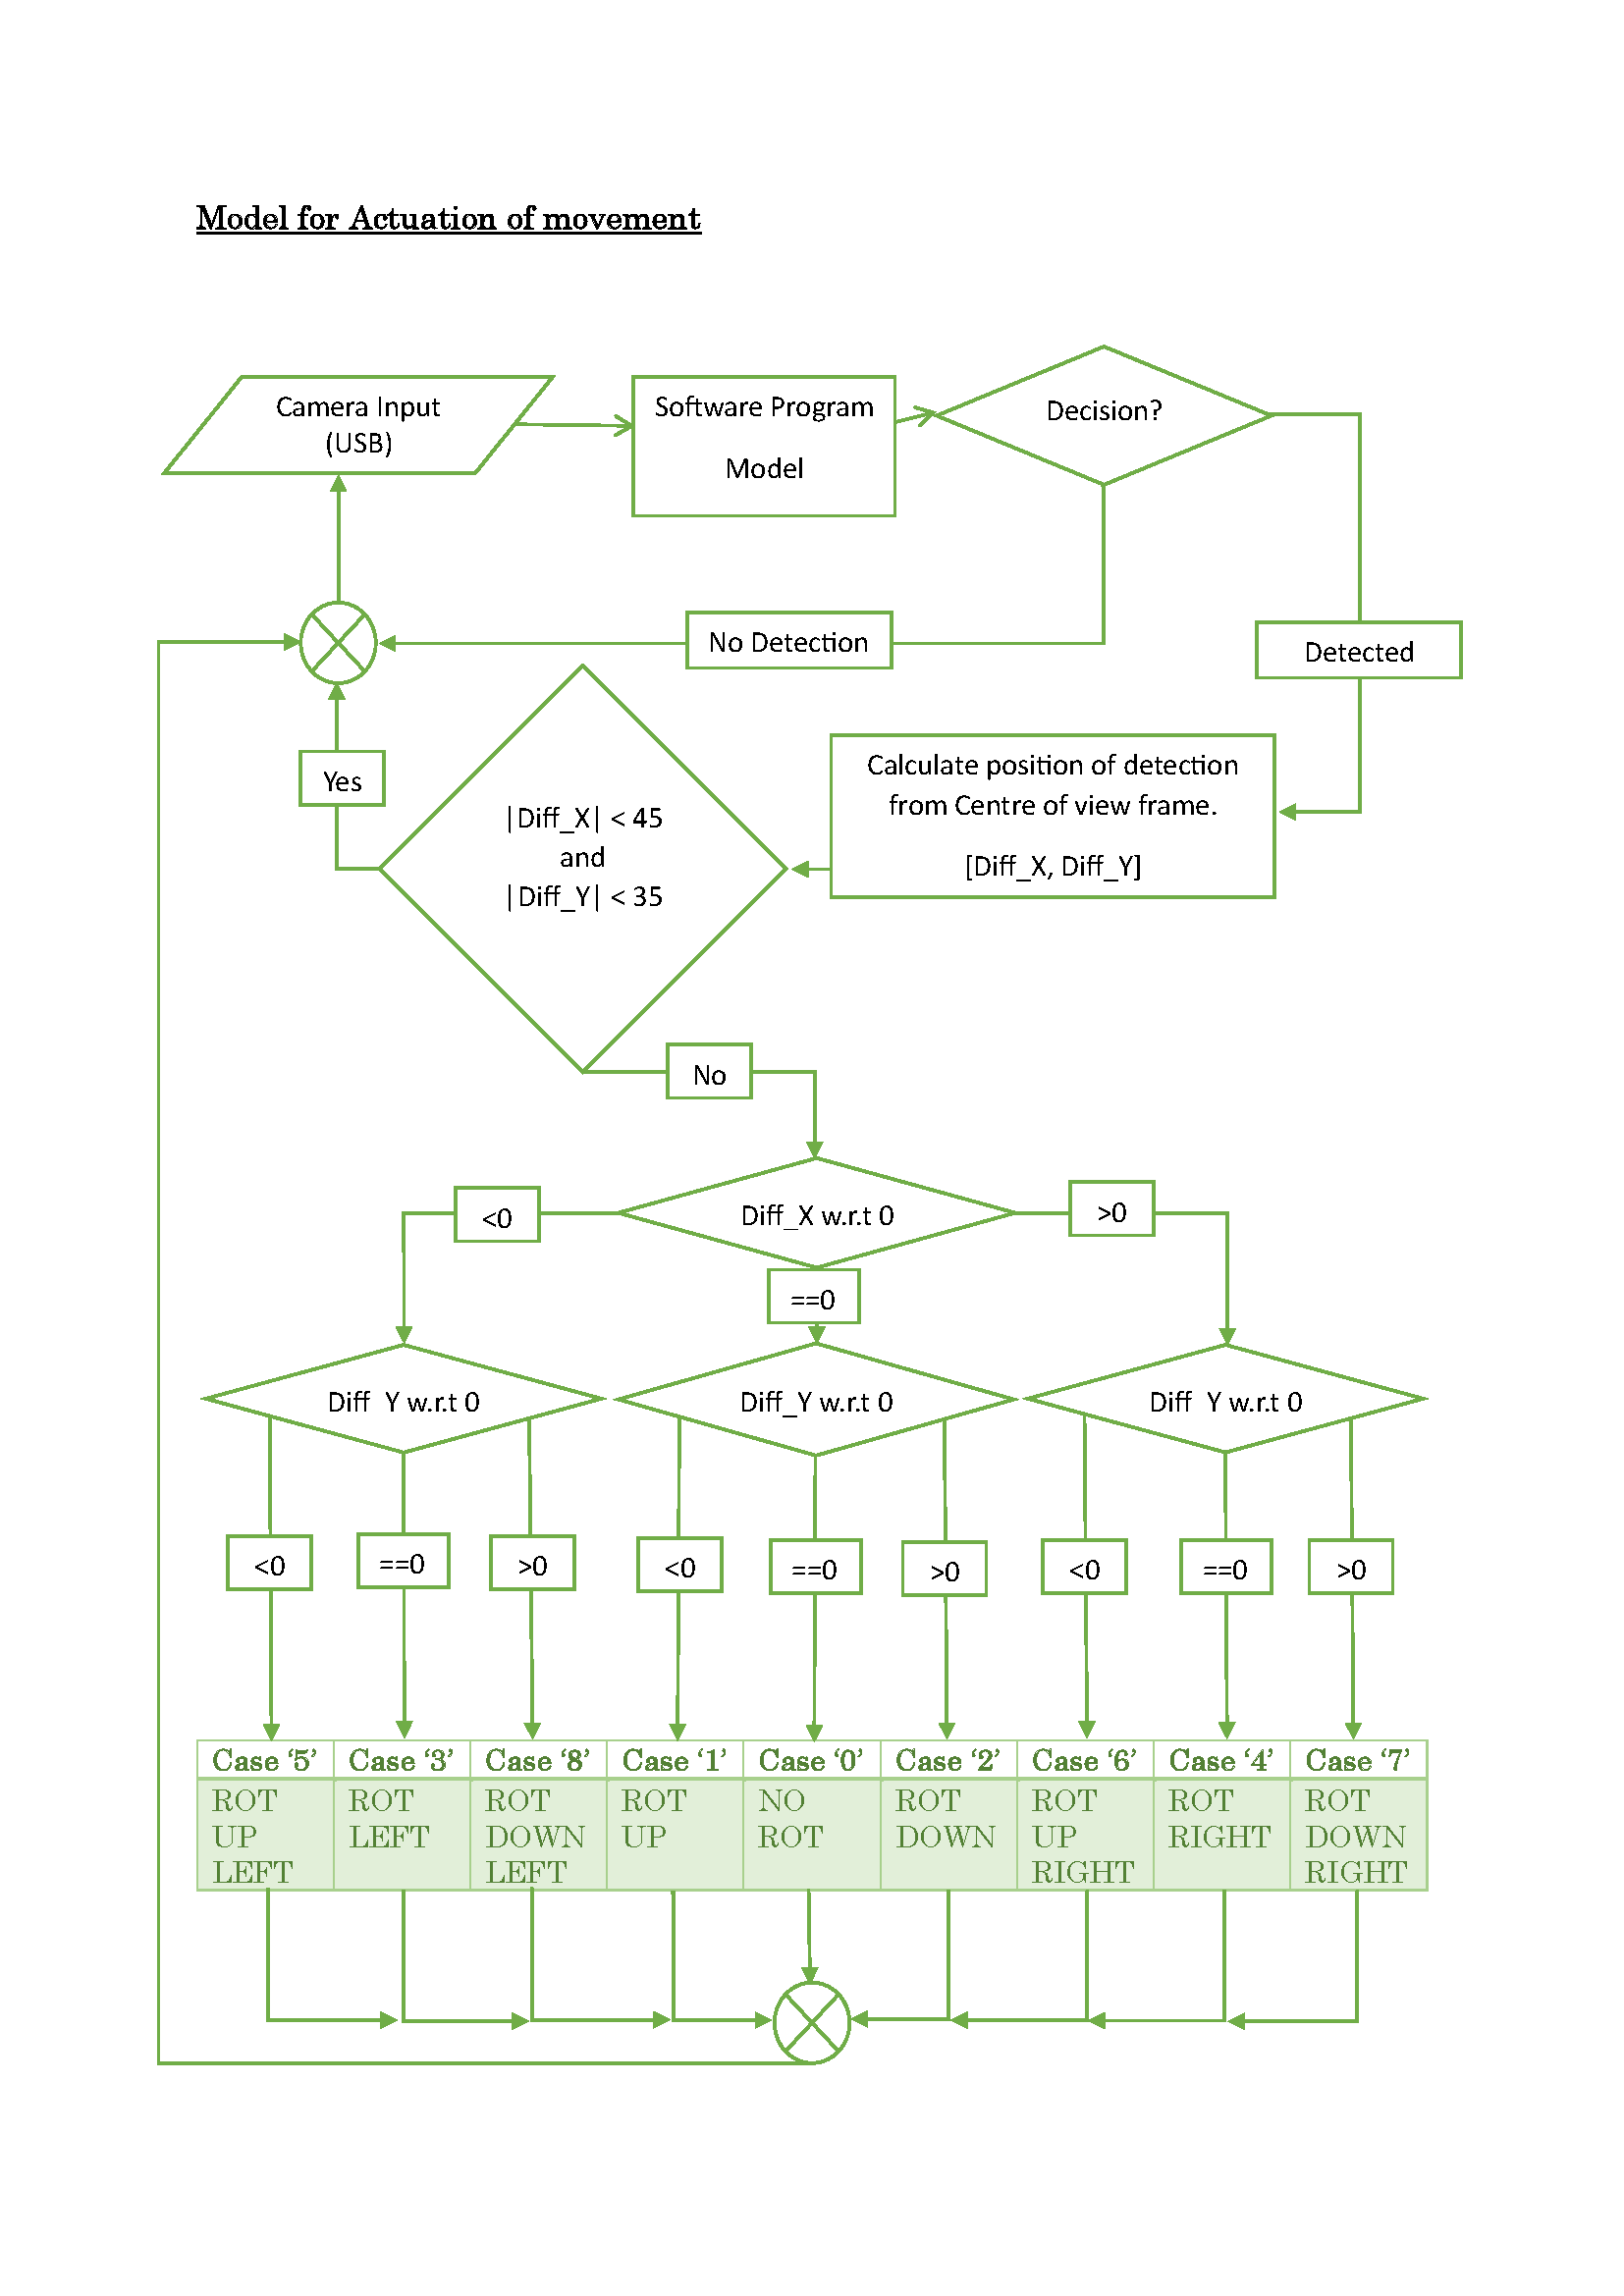 Model for Actuation of movement
Camera Input
(USB)
Software Program
Model
Decision?
No Detection
Detected
Yes
Calculate position of detection
from Centre of view frame.
[Diff_X, Diff_Y]
|Diff_X| < 45
and
|Diff_Y| < 35
No
<0
Diff_X w.r.t 0
>0
==0
Diff Y w.r.t 0
Diff_Y w.r.t 0
Diff Y w.r.t 0
<0
==0
>0
<0
==0
>0
<0
==0
>0
Case ‘5’
Case ‘3’
Case ‘8’
Case ‘1’
Case ‘0’
Case ‘2’
Case ‘6’
Case ‘4’
Case ‘7’
ROT
UP
LEFT
ROT
LEFT
ROT
DOWN
LEFT
ROT
UP
NO
ROT
ROT
DOWN
ROT
UP
RIGHT
ROT
RIGHT
ROT
DOWN
RIGHT